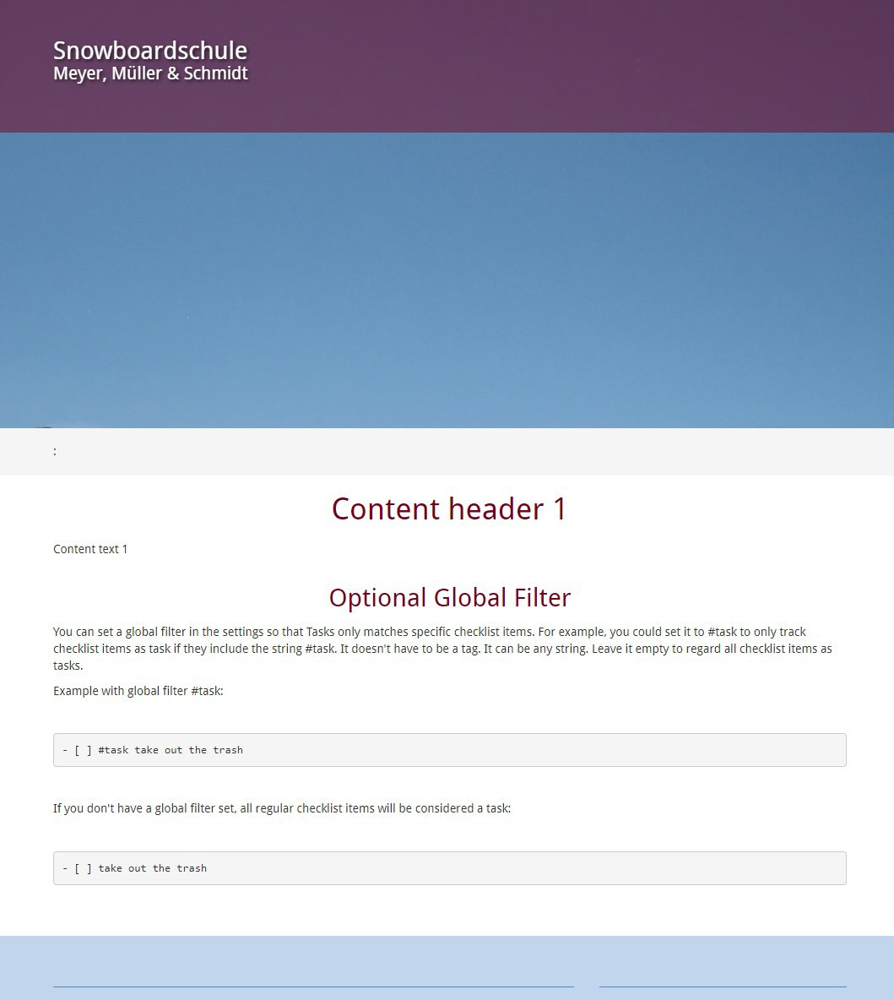 Snowboardschule
Meyer, Müller & Schmidt
:
Content header 1
Content text 1
Optional Global Filter
You can set a global filter in the settings so that Tasks only matches specific checklist items. For example, you could set it to #task to only track
checklist items as task if they include the string #task. It doesn't have to be a tag. It can be any string. Leave it empty to regard all checklist items as
tasks.
Example with global filter #task:
- [ ] #task take out the trash
If you don't have a global filter set, all regular checklist items will be considered a task:
- [ ] take out the trash